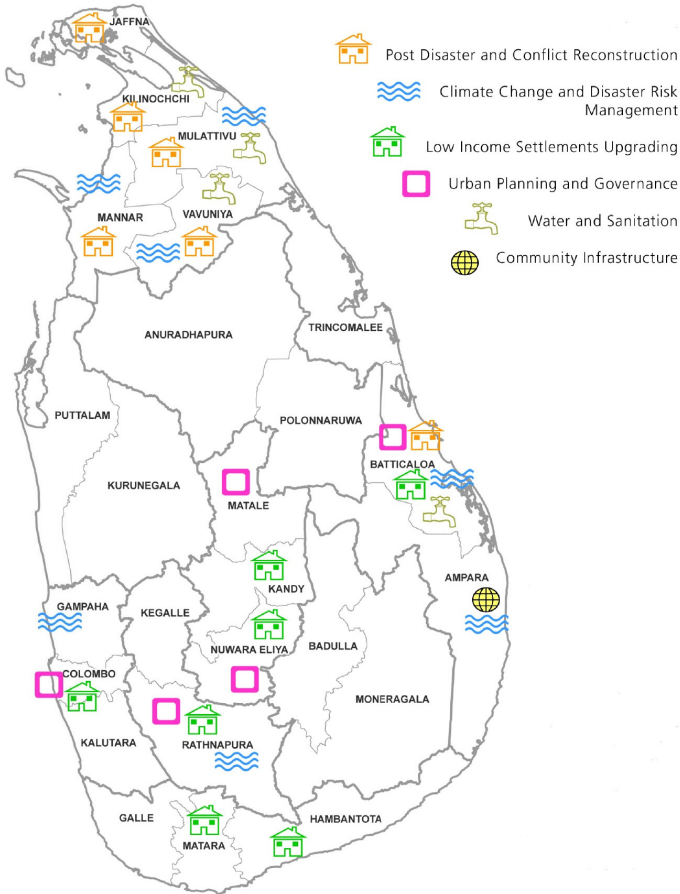 JAFFNA
Post Disaster and Conflict Reconstruction
Climate Change and Disaster Risk
Management
KILINOCHCHI
MULATTIVU
Low Income Settlements Upgrading
Urban Planning and Governance
MANNAR
VAVUNIYA
Water and Sanitation
Community Infrastructure
ANURADHAPURA
TRINCOMALEE
PUTTALAM
POLONNARUWA
BATTICALOA
KURUNEGALA
MATALE
AMPARA
KANDY
GAMPAHA
KEGALLE
NUWARA ELIYA
BADULLA
COLOMBO
MONERAGALA
KALUTARA
RATHNAPURA
GALLE
HAMBANTOTA
MATARA